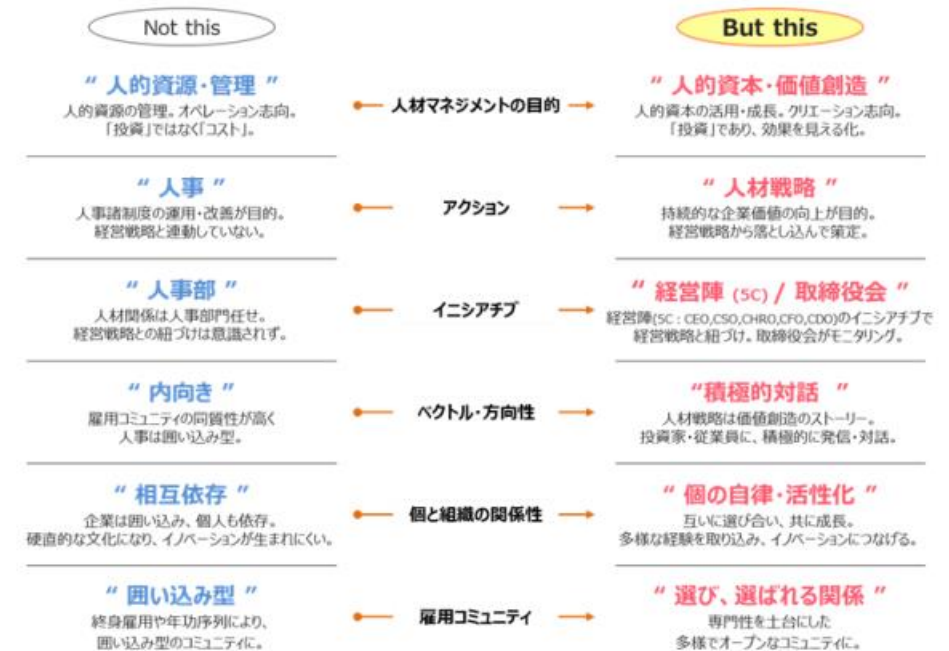 Not this
But this
“ 人的資源・管理 ”
人的資源の管理。オペレーション志向。
「投資」ではなく「コスト」。
人材マネジメントの目的
“ 人的資本・価値創造 ”
人的資本の活用・成長。クリエーション志向。
「投資」であり、効果を見える化。
“ 人事 ”
人事諸制度の運用・改善が目的。
経営戦略と連動していない。
アクション
“ 人材戦略 ”
持続的な企業価値の向上が目的。
経営戦略から落とし込んで策定。
“ 人事部 ”
人材関係は人事部門任せ。
経営戦略との紐づけは意識されず。
イニシアチブ
“ 経営陣 (5C) / 取締役会 ”
経営陣(5C : CEO,CSO,CHRO,CFO,CDO)のイニシアチブで
経営戦略と紐づけ。取締役会がモニタリング。
“ 内向き ”
雇用コミュニティの同質性が高く
人事は囲い込み型。
ベクトル・方向性
“積極的対話 ”
人材戦略は価値創造のストーリー。
投資家・従業員に、積極的に発信・対話。
“ 相互依存 ”
企業は囲い込み、個人も依存。
硬直的な文化になり、イノベーションが生まれにくい。
個と組織の関係性
“ 個の自律・活性化 ”
互いに選び合い、共に成長。
多様な経験を取り込み、イノベーションにつなげる。
“ 囲い込み型 ”
終身雇用や年功序列により、
囲い込み型のコミュニティに。
雇用コミュニティ
“ 選び、選ばれる関係 ”
専門性を土台にした
多様でオープンなコミュニティに。